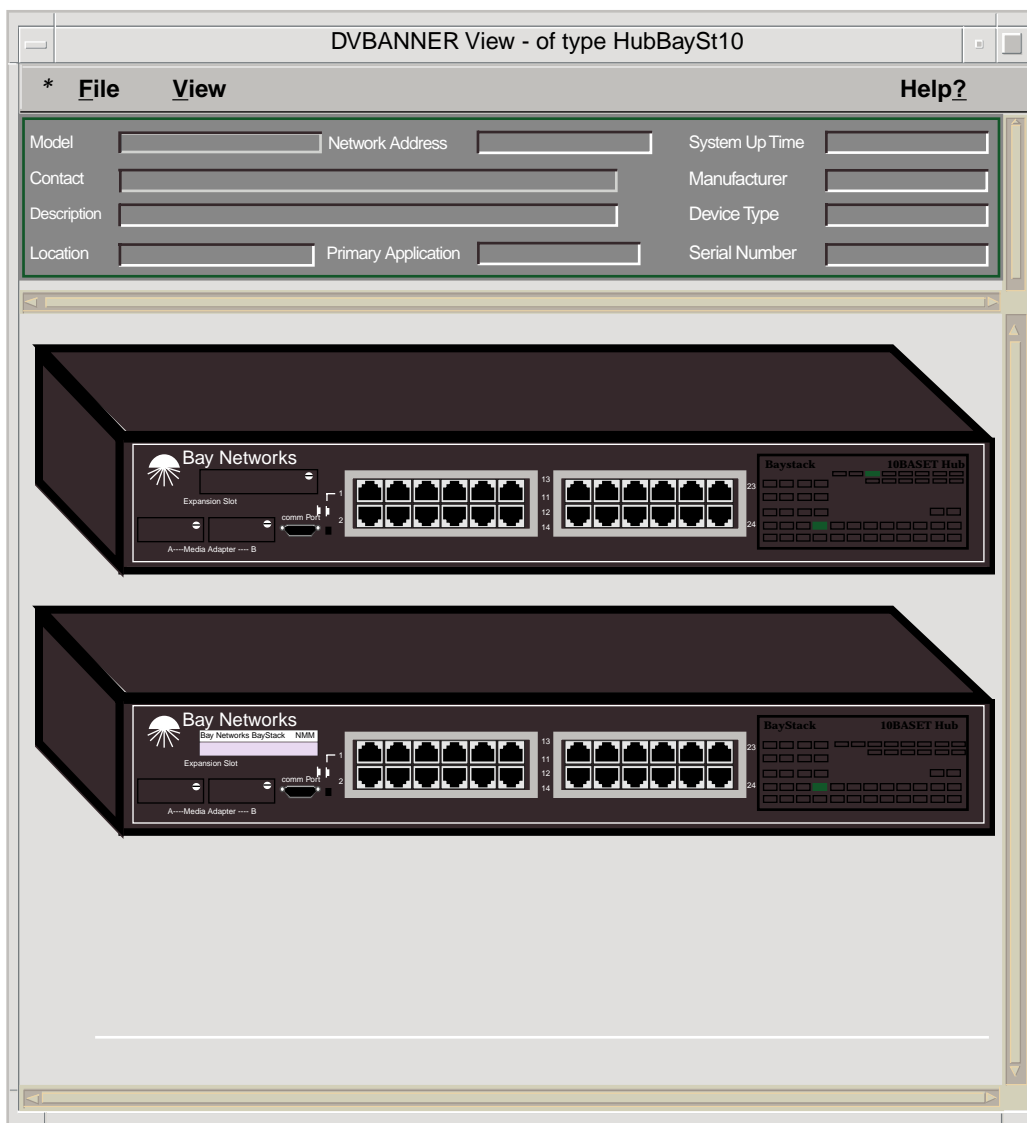 DVBANNER View - of type HubBaySt10
* File View Help?
Model Network Address System Up Time
Contact Manufacturer
Description Device Type
Location Primary Application Serial Number
Bay Networks
Baystack 10BASET Hub
Expansion Slot
comm Port
1
2
13
11
12
14
23
24
A----Media Adapter ---- B
Bay Networks
BayStack 10BASET Hub
Bay Networks BayStack NMM
Expansion Slot
comm Port
1
2
13
11
12
14
23
24
A----Media Adapter ---- B